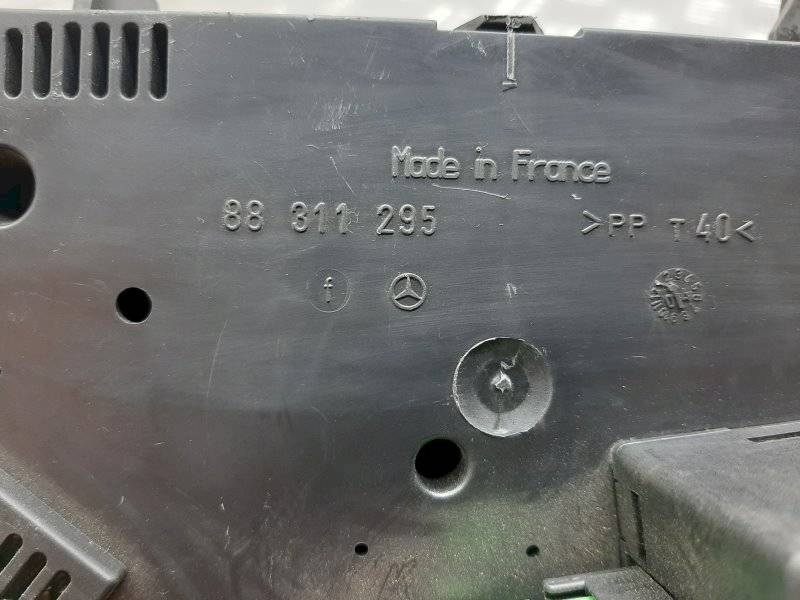 Made in France
88 311 295
>PP T40<
f